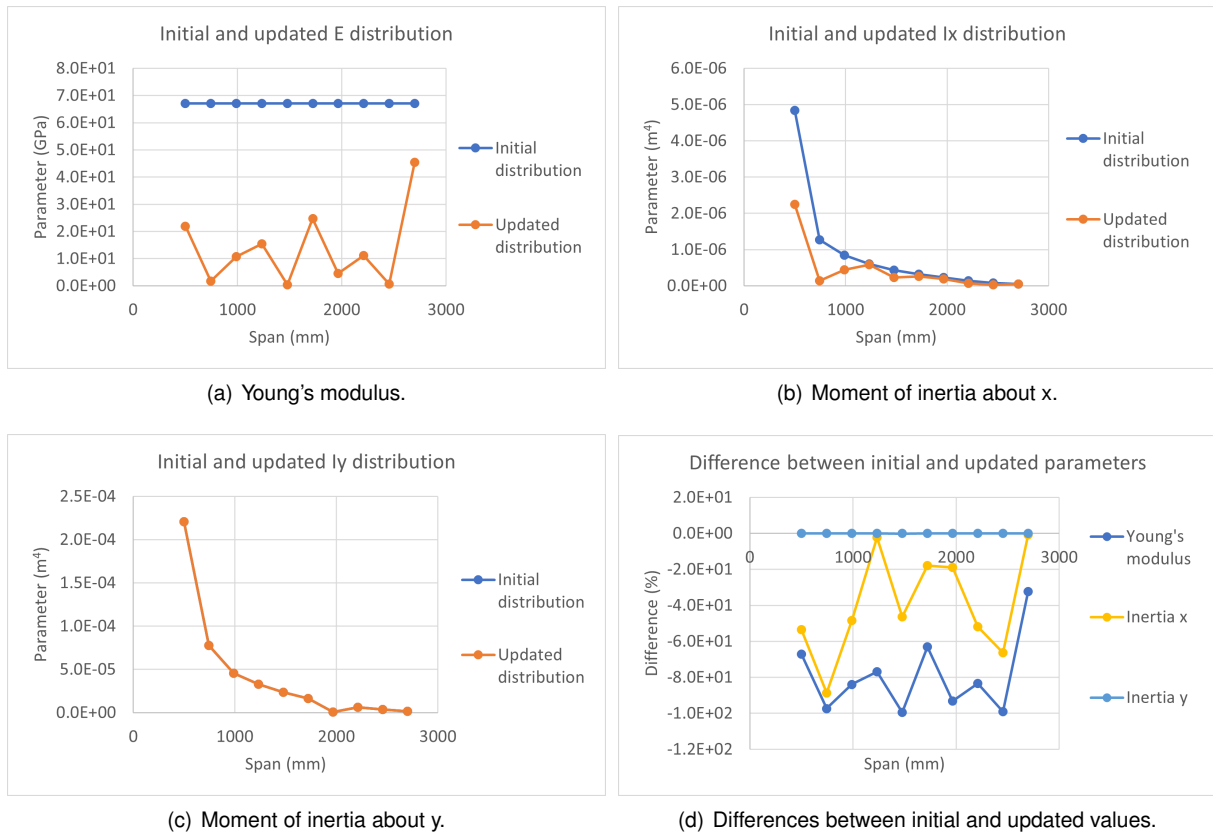 Initial and updated E distribution
8.0E+01
7.0E+01
6.0E+01
5.0E+01
4.0E+01
3.0E+01
2.0E+01
1.0E+01
0.0E+00
Parameter (GPa)
0
1000
2000
3000
Span (mm)
Initial
distribution
Updated
distribution
(a) Young's modulus.
Initial and updated Ix distribution
6.0E-06
5.0E-06
4.0E-06
3.0E-06
2.0E-06
1.0E-06
0.0E+00
Parameter (m⁴)
0
1000
2000
3000
Span (mm)
Initial
distribution
Updated
distribution
(b) Moment of inertia about x.
Initial and updated Iy distribution
2.5E-04
2.0E-04
1.5E-04
1.0E-04
5.0E-05
0.0E+00
Parameter (m⁴)
0
1000
2000
3000
Span (mm)
Initial
distribution
Updated
distribution
(c) Moment of inertia about y.
Difference between initial and updated parameters
2.0E+01
0.0E+00
-2.0E+01
-4.0E+01
-6.0E+01
-8.0E+01
-1.0E+02
-1.2E+02
Difference (%)
0
1000
2000
3000
Span (mm)
Young's
modulus
Inertia x
Inertia y
(d) Differences between initial and updated values.